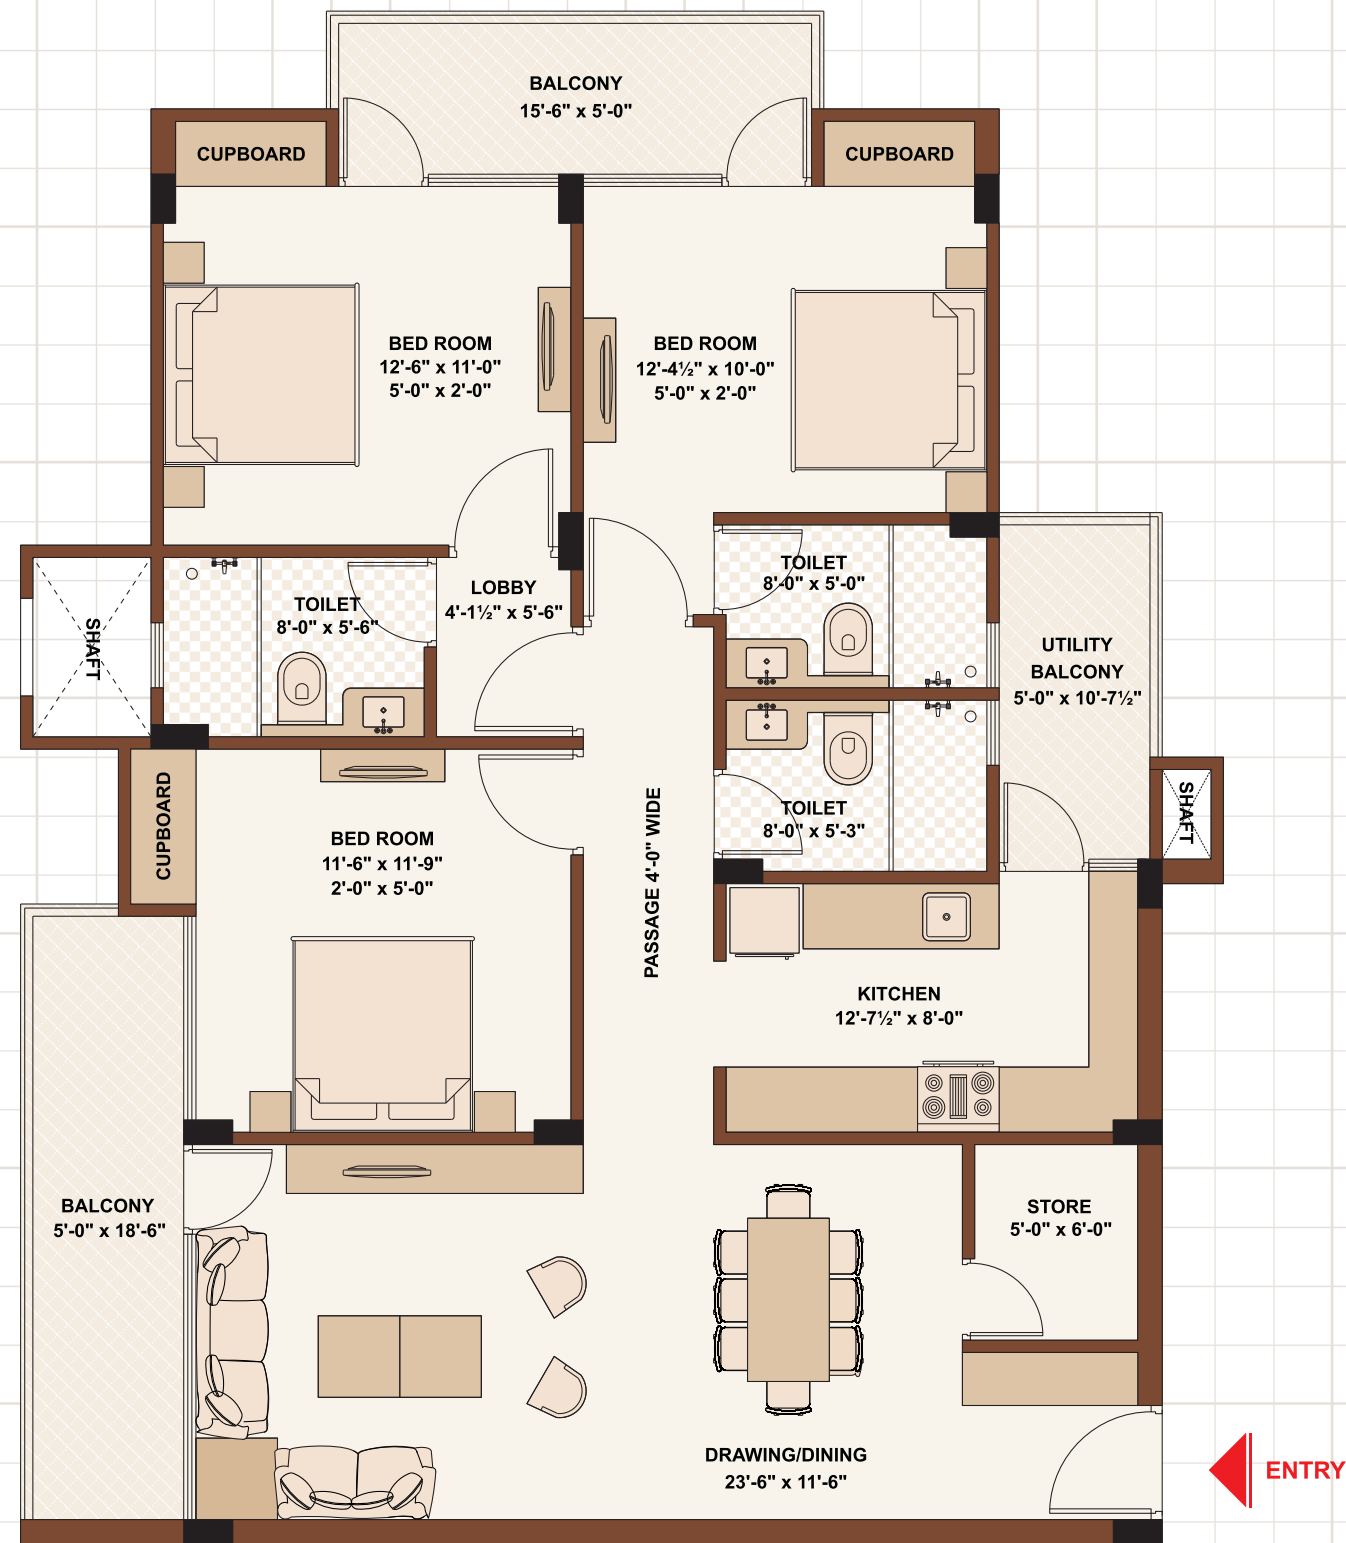 BALCONY
15'-6" x 5'-0"
CUPBOARD
CUPBOARD
BED ROOM
12'-6" x 11'-0"
5'-0" x 2'-0"
BED ROOM
12'-4½" x 10'-0"
5'-0" x 2'-0"
TOILET
8'-0" x 5'-0"
LOBBY
4'-1½" x 5'-6"
TOILET
8'-0" x 5'-6"
SHAFT
UTILITY
BALCONY
5'-0" x 10'-7½"
SHAFT
CUPBOARD
TOILET
8'-0" x 5'-3"
BED ROOM
11'-6" x 11'-9"
2'-0" x 5'-0"
PASSAGE 4'-0" WIDE
KITCHEN
12'-7½" x 8'-0"
BALCONY
5'-0" x 18'-6"
STORE
5'-0" x 6'-0"
DRAWING/DINING
23'-6" x 11'-6"
ENTRY